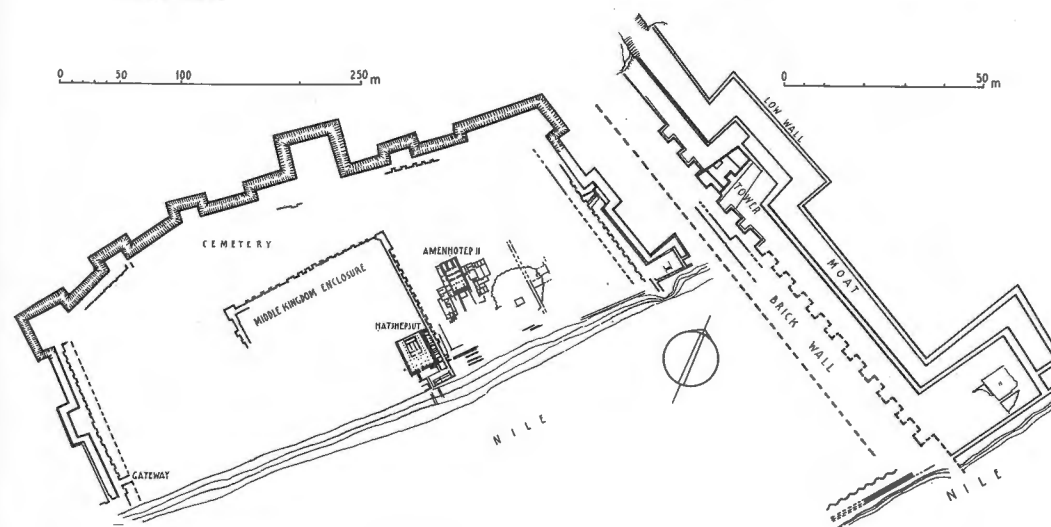 0 50 100 250 m
0 50 m
LOW WALL
TOWER
MOAT
BRICK WALL
NILE
CEMETERY
MIDDLE KINGDOM ENCLOSURE
AMENHOTEP II
HATSHEPSUT
NILE
GATEWAY